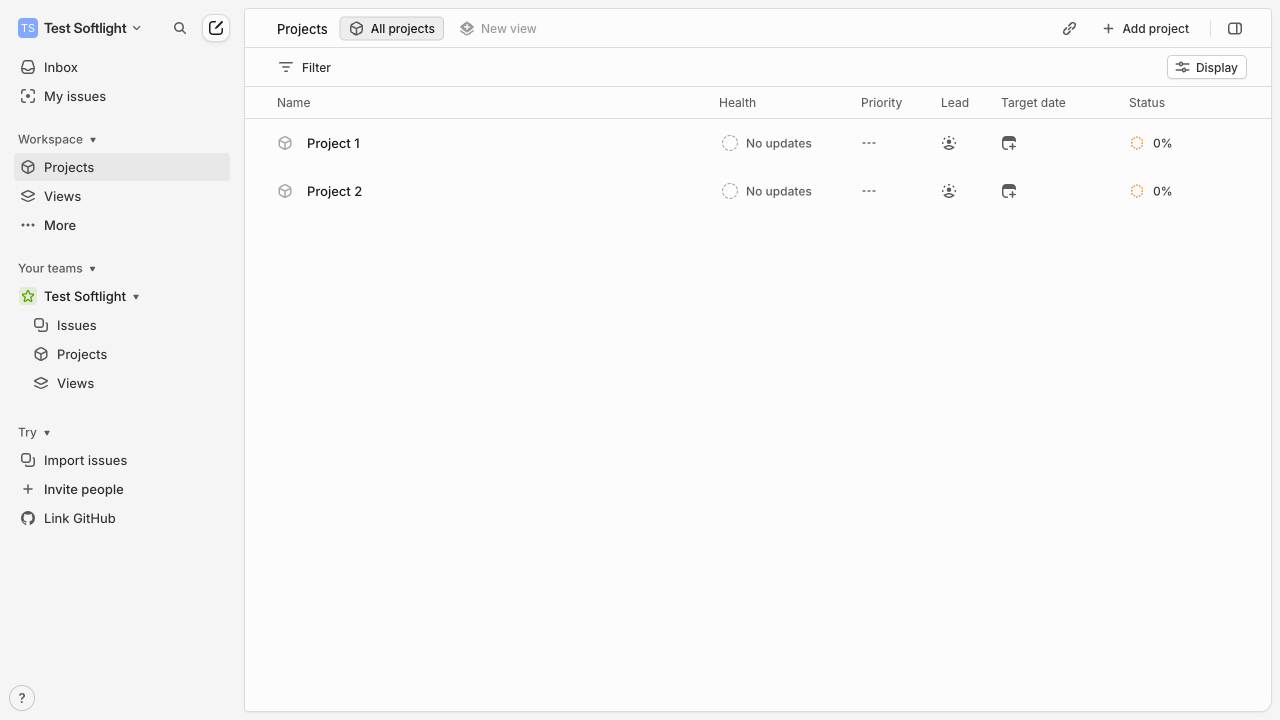 TS Test Softlight
Inbox
My issues
Workspace
Projects
Views
More
Your teams
Test Softlight
Issues
Projects
Views
Try
Import issues
Invite people
Link GitHub
?
Projects All projects New view Add project
Filter Display
Name Health Priority Lead Target date Status
Project 1 No updates --- 0%
Project 2 No updates --- 0%